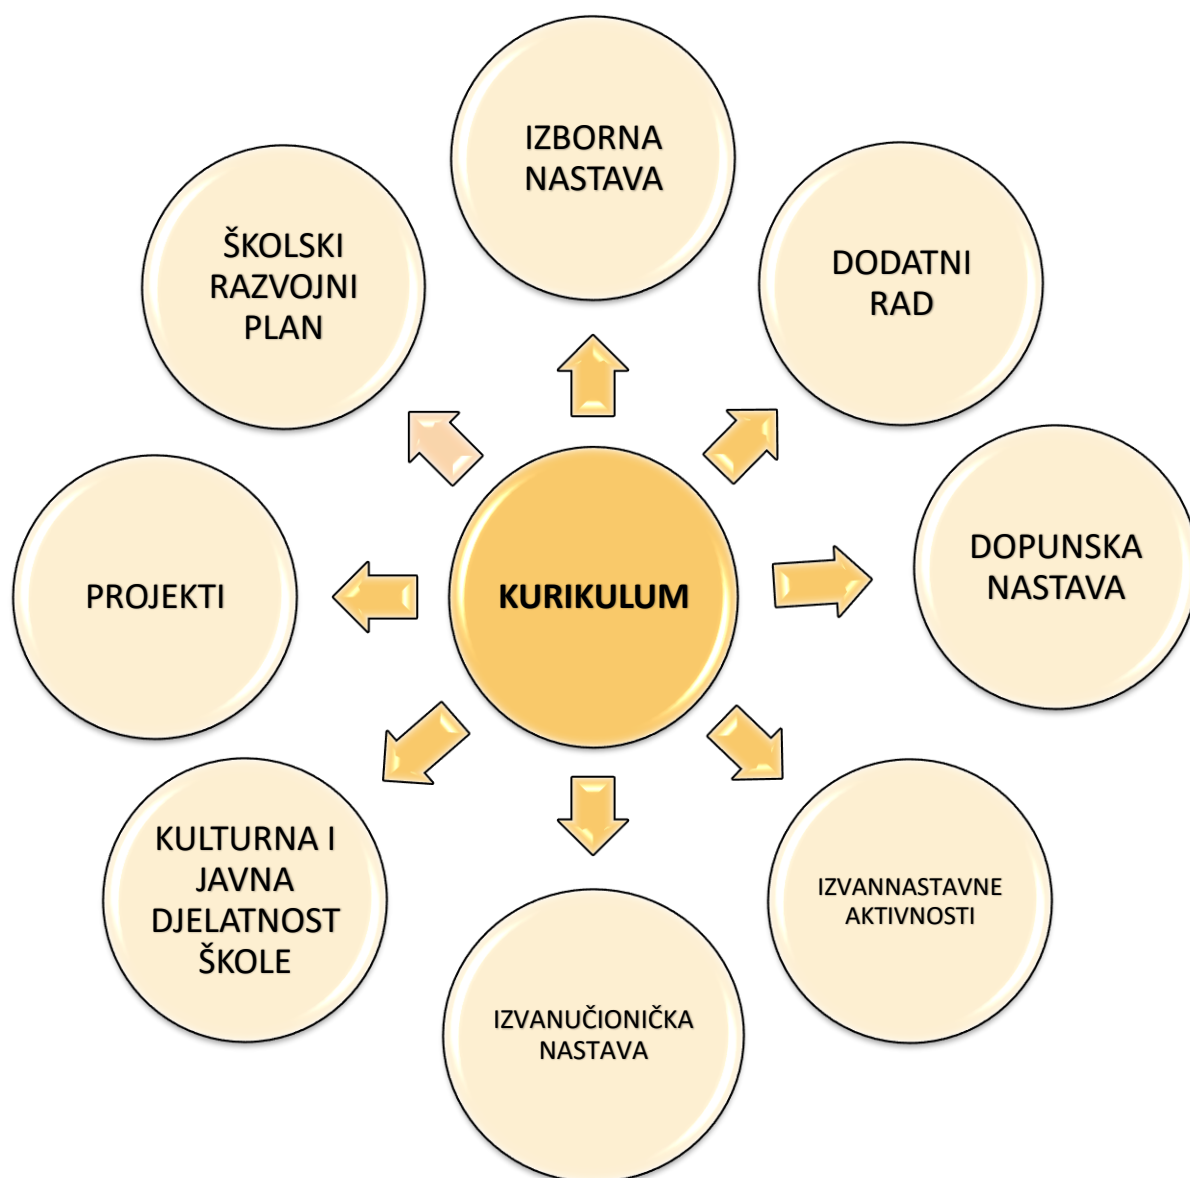 IZBORNA
NASTAVA
DODATNI
RAD
DOPUNSKA
NASTAVA
IZVANNASTAVNE
AKTIVNOSTI
IZVANUČIONIČKA
NASTAVA
KULTURNA I
JAVNA
DJELATNOST
ŠKOLE
PROJEKTI
ŠKOLSKI
RAZVOJNI
PLAN
KURIKULUM